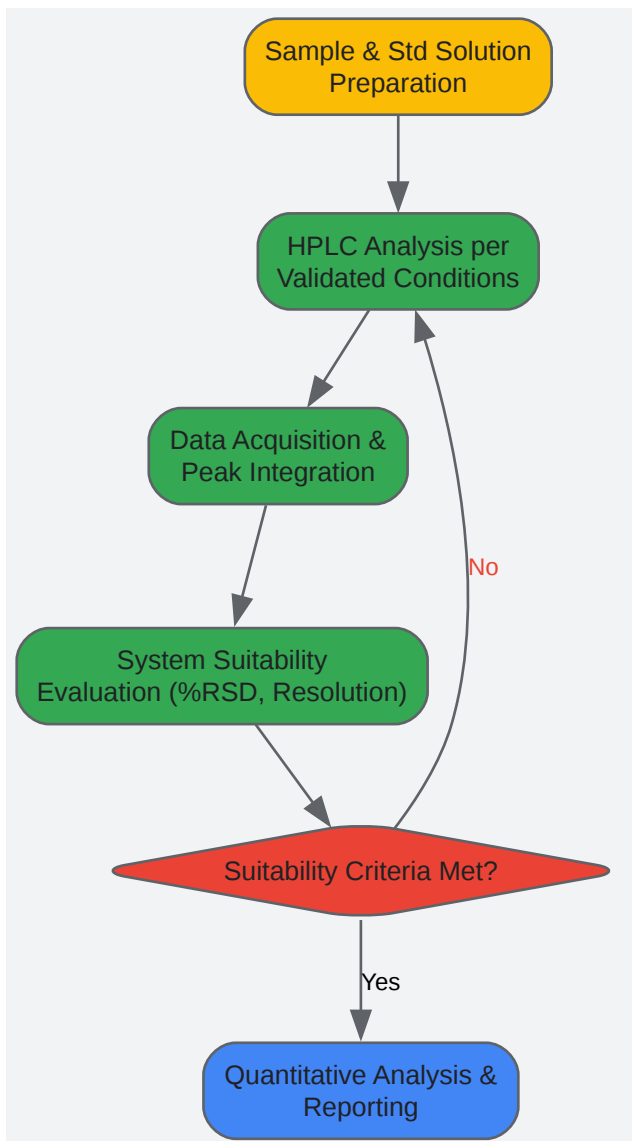 Sample & Std Solution
Preparation
HPLC Analysis per
Validated Conditions
Data Acquisition &
Peak Integration
No
System Suitability
Evaluation (%RSD, Resolution)
Suitability Criteria Met?
Yes
Quantitative Analysis &
Reporting